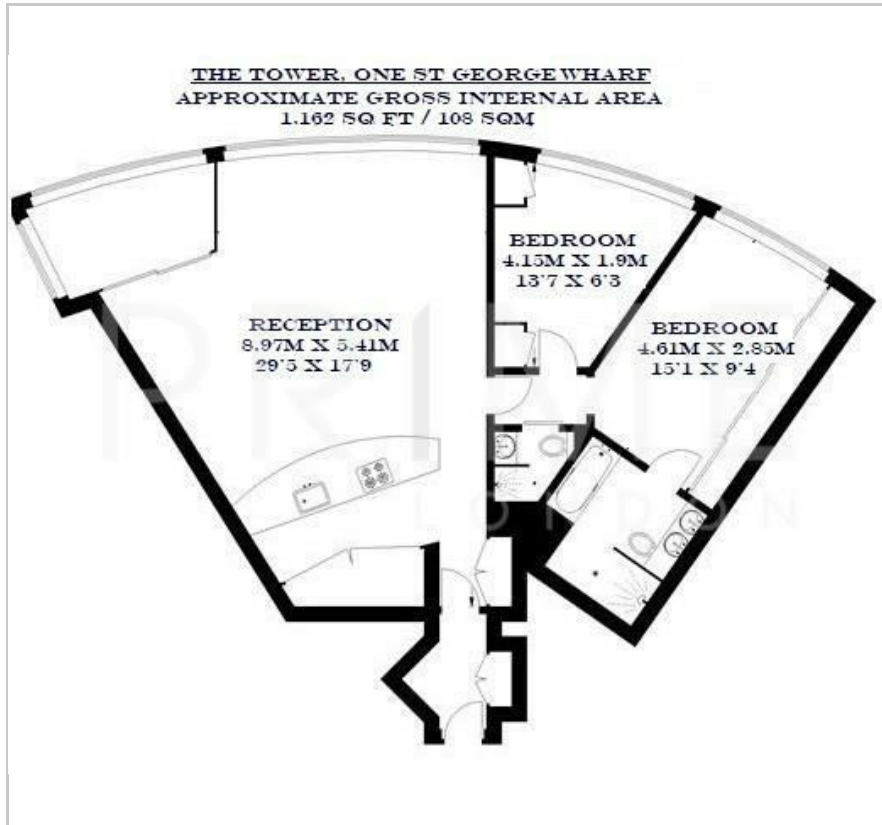 THE TOWER, ONE ST GEORGE WHARF
APPROXIMATE GROSS INTERNAL AREA
1,162 SQ FT / 108 SQM
BEDROOM
4.15M X 1.9M
13'7 X 6'3
RECEPTION
8.97M X 5.41M
29'5 X 17'9
BEDROOM
4.61M X 2.85M
15'1 X 9'4
PRIME
LONDON